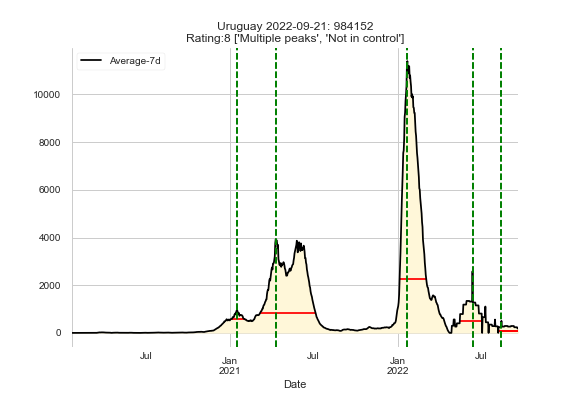 Uruguay 2022-09-21: 984152
Rating:8 ['Multiple peaks', 'Not in control']
Average-7d
10000
8000
6000
4000
2000
0
Jul
Jan
2021
Jul
Jan
2022
Jul
Date